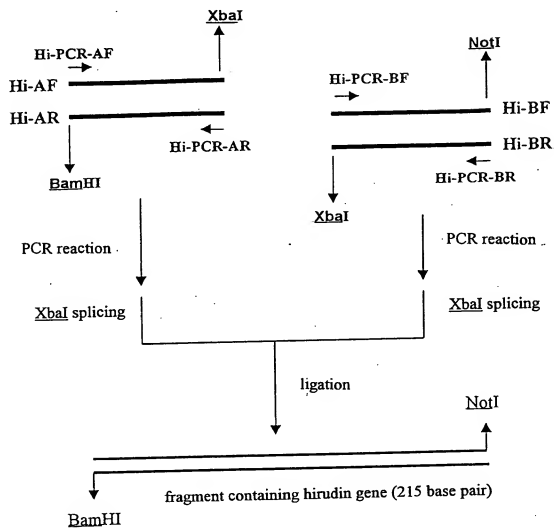 XbaI
Hi-PCR-AF
NotI
Hi-PCR-BF
Hi-AF
Hi-BF
Hi-AR
Hi-PCR-AR
Hi-BR
Hi-PCR-BR
BamHI
XbaI
PCR reaction
PCR reaction
XbaI splicing
XbaI splicing
ligation
NotI
fragment containing hirudin gene (215 base pair)
BamHI